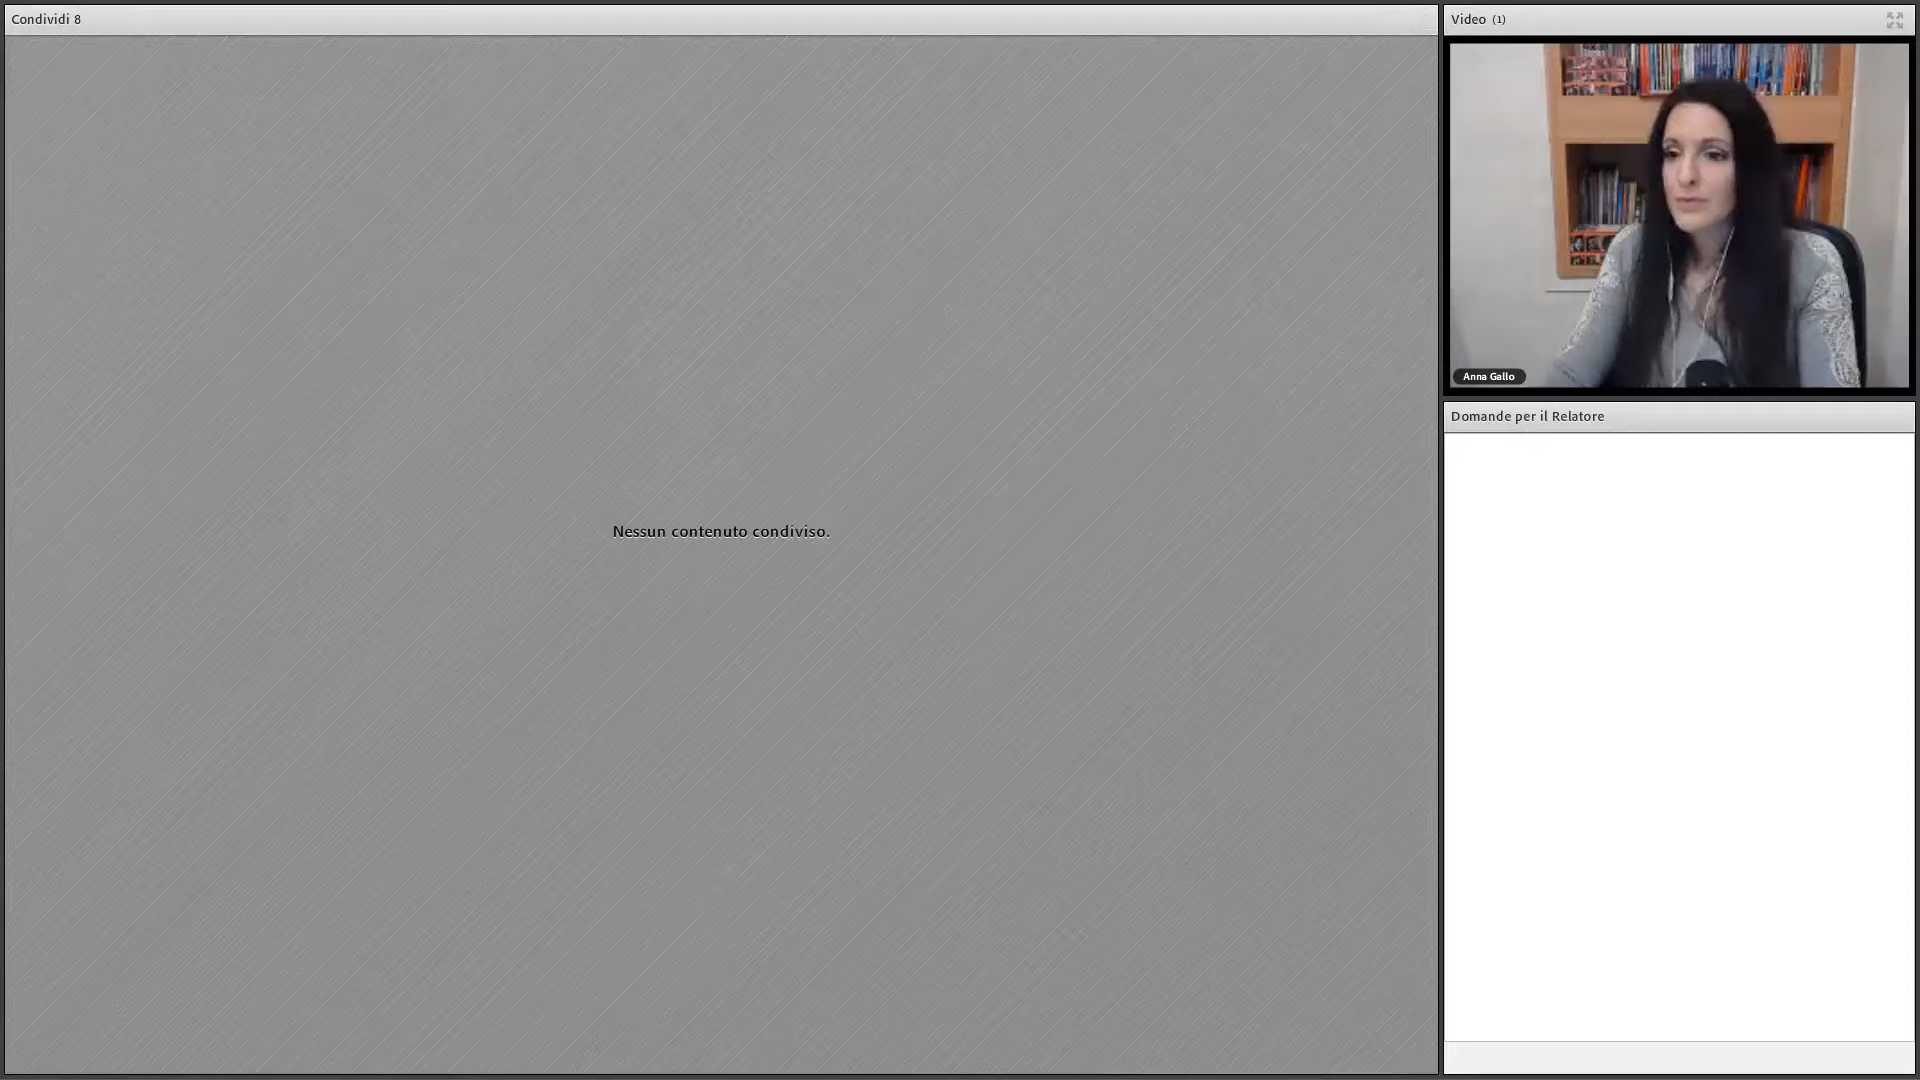 Condividi 8
Nessun contenuto condiviso.
Video (1)
Anna Gallo
Domande per il Relatore